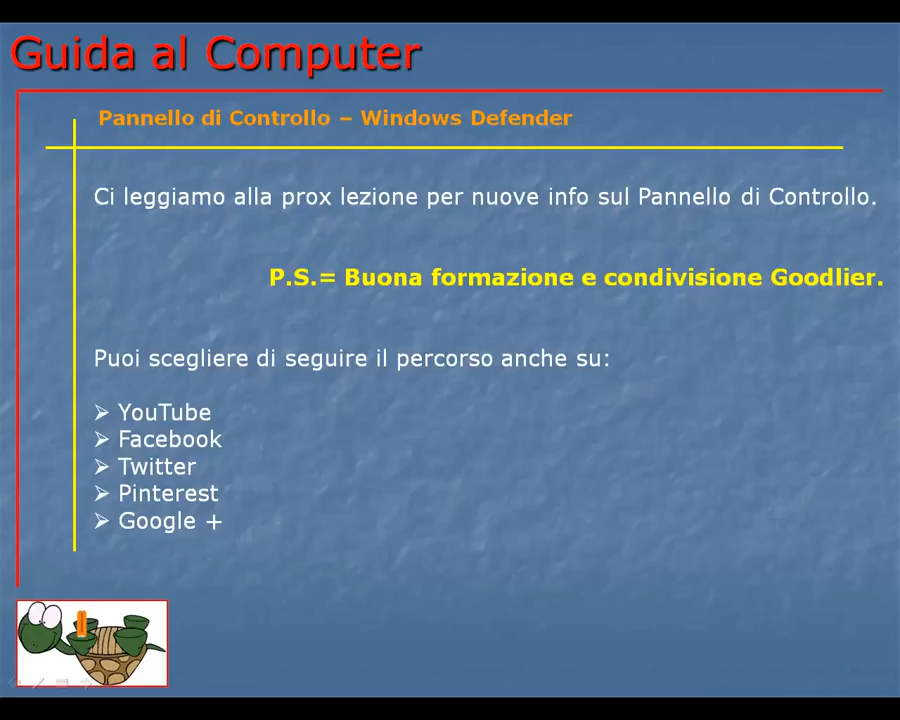 Guida al Computer
Pannello di Controllo – Windows Defender
Ci leggiamo alla prox lezione per nuove info sul Pannello di Controllo.
P.S.= Buona formazione e condivisione Goodlier.
Puoi scegliere di seguire il percorso anche su:
➢ YouTube
➢ Facebook
➢ Twitter
➢ Pinterest
➢ Google +